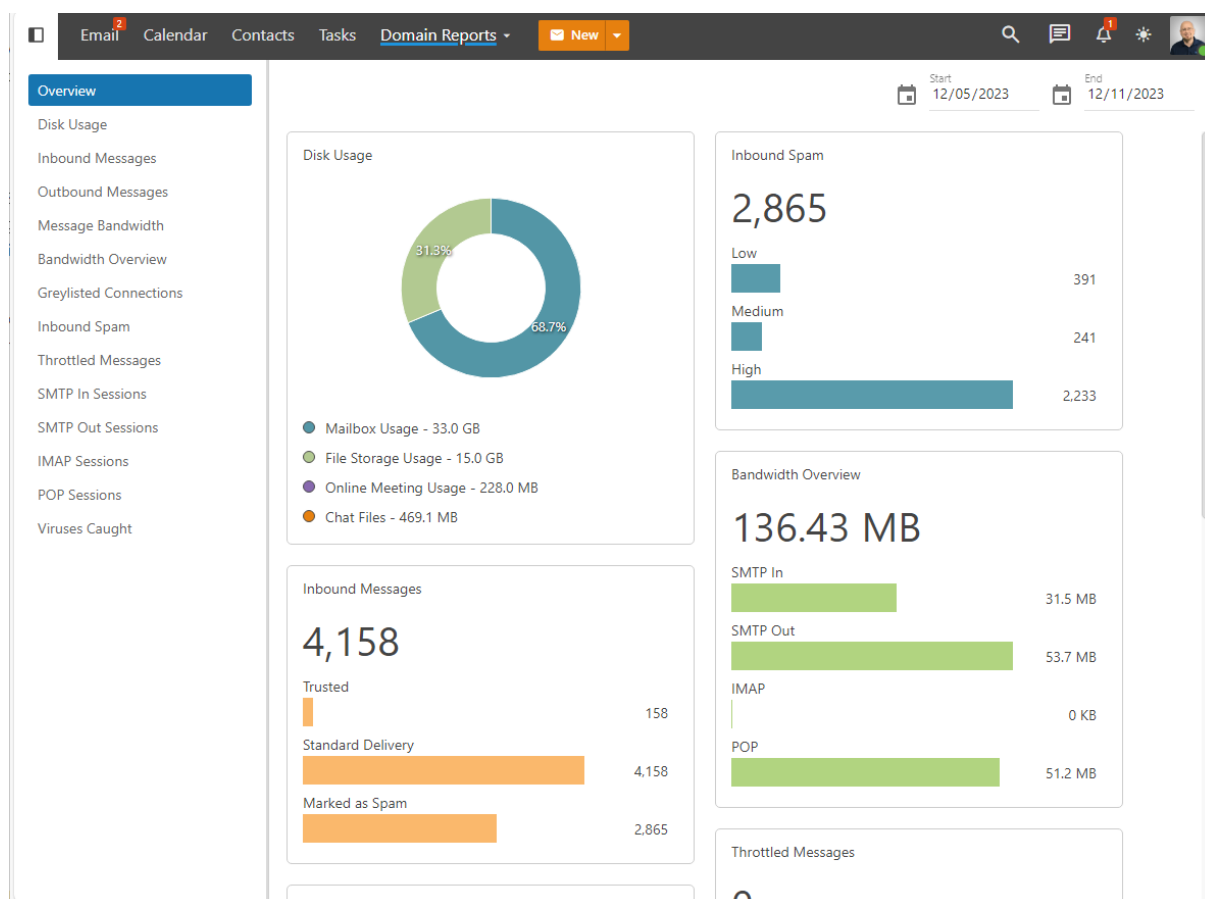 Email 2 Calendar Contacts Tasks Domain Reports New 1
Overview
Disk Usage
Inbound Messages
Outbound Messages
Message Bandwidth
Bandwidth Overview
Greylisted Connections
Inbound Spam
Throttled Messages
SMTP In Sessions
SMTP Out Sessions
IMAP Sessions
POP Sessions
Viruses Caught
Start
12/05/2023
End
12/11/2023
Disk Usage
31.3%
68.7%
Mailbox Usage - 33.0 GB
File Storage Usage - 15.0 GB
Online Meeting Usage - 228.0 MB
Chat Files - 469.1 MB
Inbound Messages
4,158
Trusted
158
Standard Delivery
4,158
Marked as Spam
2,865
Inbound Spam
2,865
Low
391
Medium
241
High
2,233
Bandwidth Overview
136.43 MB
SMTP In
31.5 MB
SMTP Out
53.7 MB
IMAP
0 KB
POP
51.2 MB
Throttled Messages